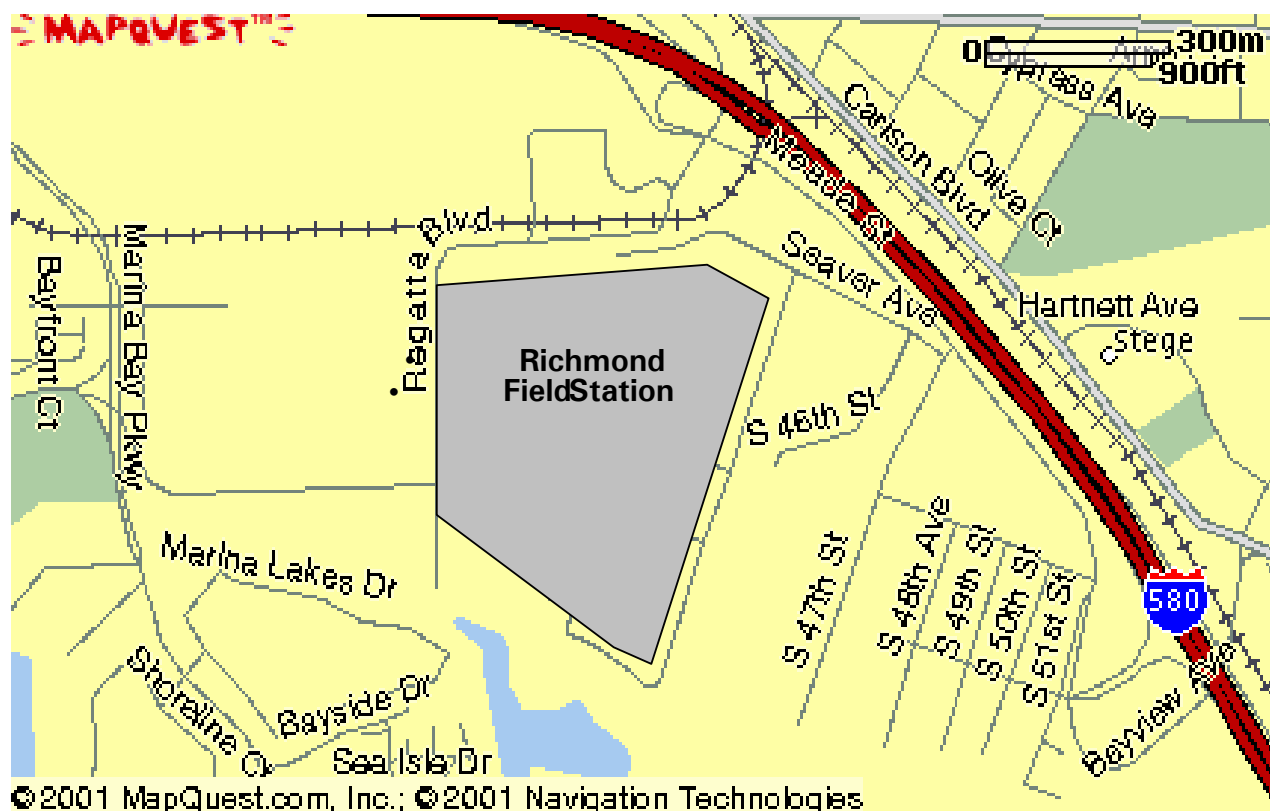 MAPQUEST™
0 300m
900ft
Cypress Ave
Carlson Blvd
Olive Ct
Meade St
Regatta Blvd
Seaver Ave
Marina Bay Pkwy
Bayfront Ct
Hartnett Ave
Stege
Richmond
FieldStation
S 46th St
S 47th St
S 48th Ave
S 49th St
S 50th St
S 51st St
580
Marina Lakes Dr
Shoreline Ct
Bayside Dr
Sea Isle Dr
Bayview Ave
©2001 MapQuest.com, Inc.; ©2001 Navigation Technologies